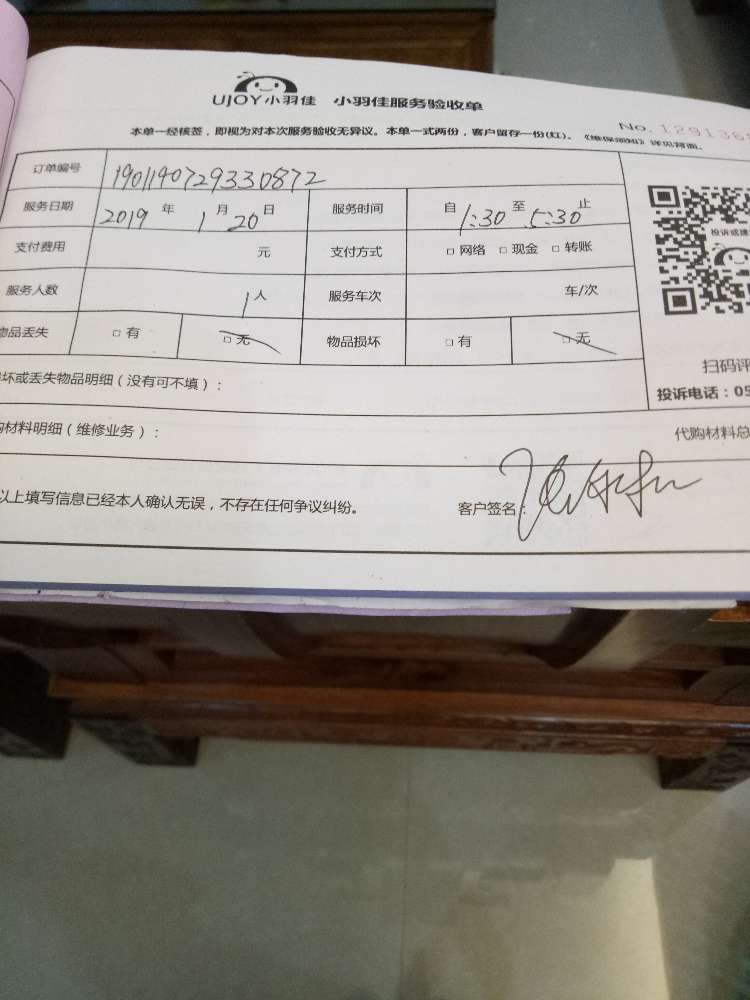 UJOY小羽佳 小羽佳服务验收单
No. 129136
本单一经核签，即视为对本次服务验收无异议。本单一式两份，客户留存一份(红)。《维保须知》详见背面。
订单编号 1901190729330872
服务日期 2019 年 1 月 20 日 服务时间 自 1:30 至 5:30 止
投诉或建
支付费用 元 支付方式 □ 网络 □ 现金 □ 转账
服务人数 1 人 服务车次 车/次
物品丢失 □ 有 □ 无 物品损坏 □ 有 □ 无
扫码评
坏或丢失物品明细（没有可不填）：
投诉电话：05
购材料明细（维修业务）：
代购材料总
以上填写信息已经本人确认无误，不存在任何争议纠纷。 客户签名：